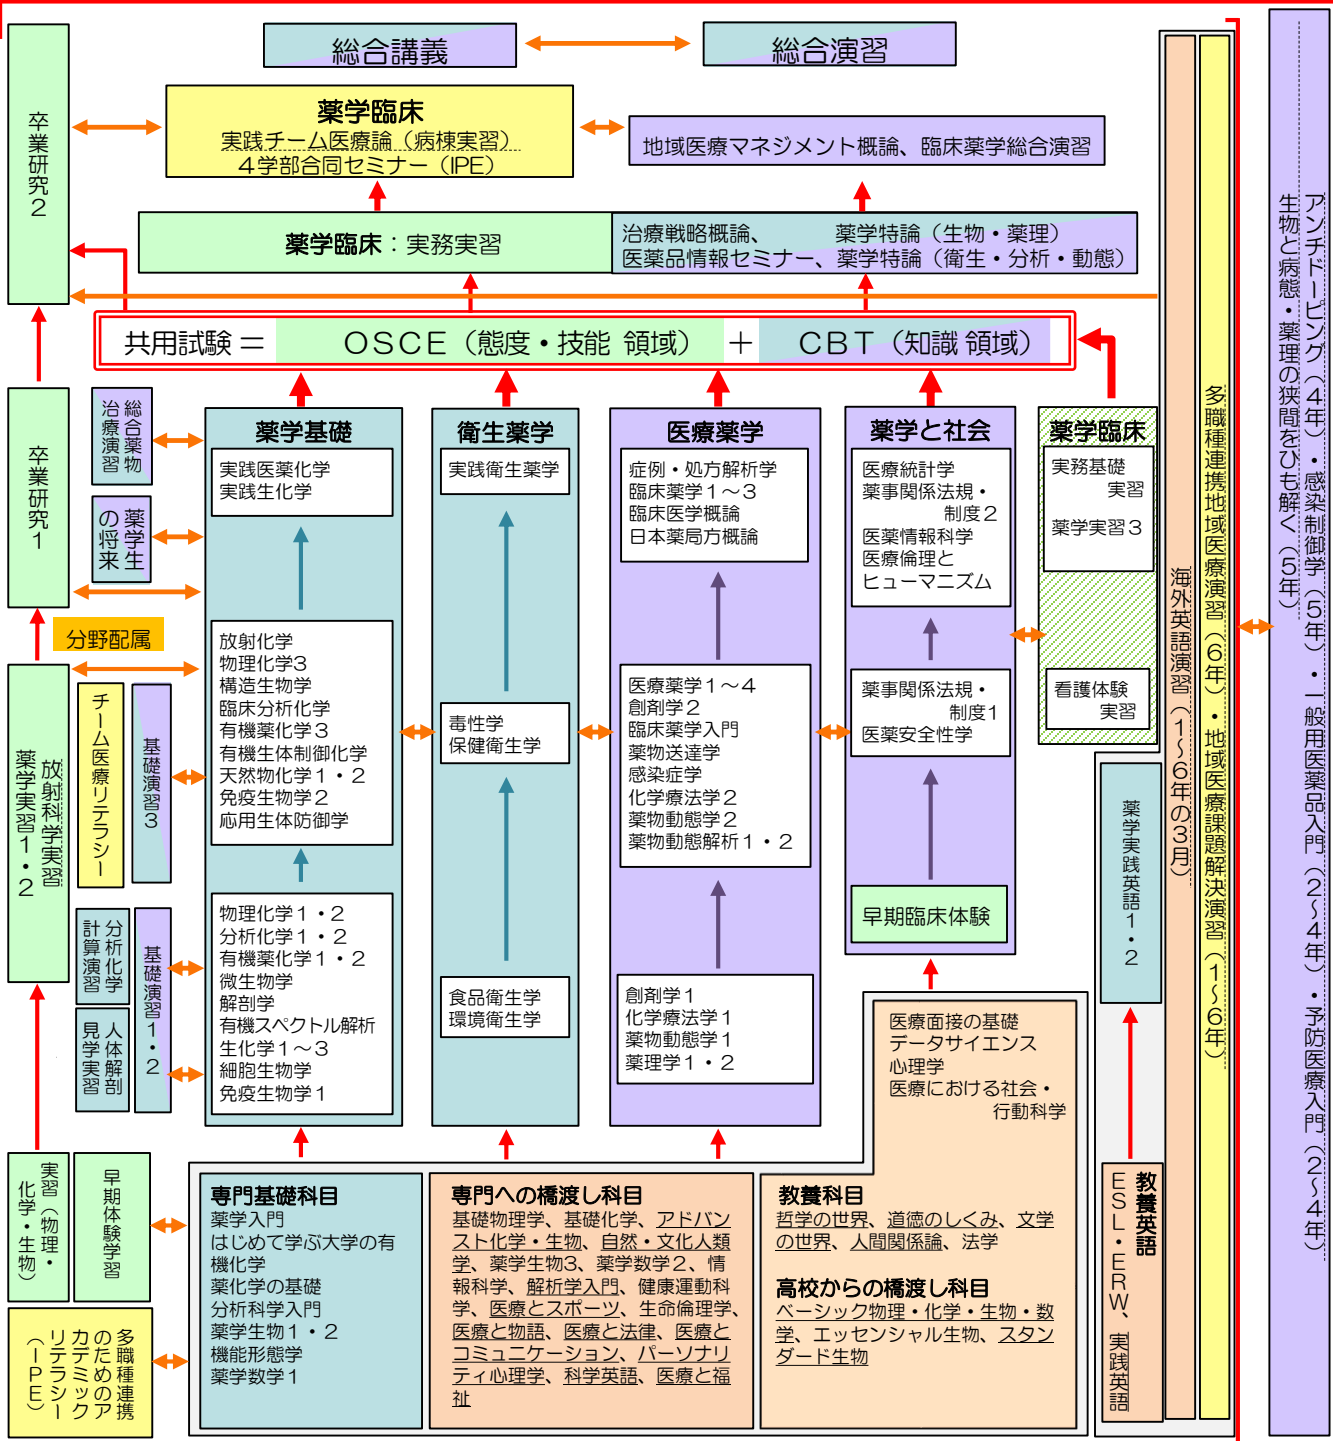 総合講義
総合演習
卒業研究2
薬学臨床
実践チーム医療論（病棟実習）
4学部合同セミナー（IPE）
地域医療マネジメント概論、臨床薬学総合演習
薬学臨床：実務実習
治療戦略概論、　薬学特論（生物・薬理）
医薬品情報セミナー、薬学特論（衛生・分析・動態）
共用試験＝　OSCE（態度・技能 領域）　＋　CBT（知識 領域）
卒業研究1
総合薬物
治療演習
薬学生
の将来
分野配属
放射科学実習
薬学実習1・2
チーム医療リテラシー
基礎演習3
分析化学
計算演習
人体解剖
見学実習
基礎演習1・2
実習（物理・
化学・生物）
早期体験学習
多職種連携
のためのア
カデミック
リテラシー
（IPE）
薬学基礎
実践医薬化学
実践生化学
放射化学
物理化学3
構造生物学
臨床分析化学
有機薬化学3
有機生体制御化学
天然物化学1・2
免疫生物学2
応用生体防御学
物理化学1・2
分析化学1・2
有機薬化学1・2
微生物学
解剖学
有機スペクトル解析
生化学1～3
細胞生物学
免疫生物学1
衛生薬学
実践衛生薬学
毒性学
保健衛生学
食品衛生学
環境衛生学
医療薬学
症例・処方解析学
臨床薬学1～3
臨床医学概論
日本薬局方概論
医療薬学1～4
創剤学2
臨床薬学入門
薬物送達学
感染症学
化学療法学2
薬物動態学2
薬物動態解析1・2
創剤学1
化学療法学1
薬物動態学1
薬理学1・2
薬学と社会
医療統計学
薬事関係法規・
制度2
医薬情報科学
医療倫理と
ヒューマニズム
薬事関係法規・
制度1
医薬安全性学
早期臨床体験
薬学臨床
実務基礎
実習
薬学実習3
看護体験
実習
医療面接の基礎
データサイエンス
心理学
医療における社会・
行動科学
専門基礎科目
薬学入門
はじめて学ぶ大学の有
機化学
薬化学の基礎
分析科学入門
薬学生物1・2
機能形態学
薬学数学1
専門への橋渡し科目
基礎物理学、基礎化学、アドバン
スト化学・生物、自然・文化人類
学、薬学生物3、薬学数学2、情
報科学、解析学入門、健康運動科
学、医療とスポーツ、生命倫理学、
医療と物語、医療と法律、医療と
コミュニケーション、パーソナリ
ティ心理学、科学英語、医療と福
祉
教養科目
哲学の世界、道徳のしくみ、文学
の世界、人間関係論、法学
高校からの橋渡し科目
ベーシック物理・化学・生物・数
学、エッセンシャル生物、スタン
ダード生物
薬学実践英語1・2
教養英語
ESL・ERW、実践英語
海外英語演習（1～6年の3月）
多職種連携地域医療演習（6年）・地域医療課題解決演習（1～6年）
アンチドーピング（4年）・感染制御学（5年）・一般用医薬品入門（2～4年）・予防医療入門（2～4年）
生物と病態・薬理の狭間をひも解く（5年）